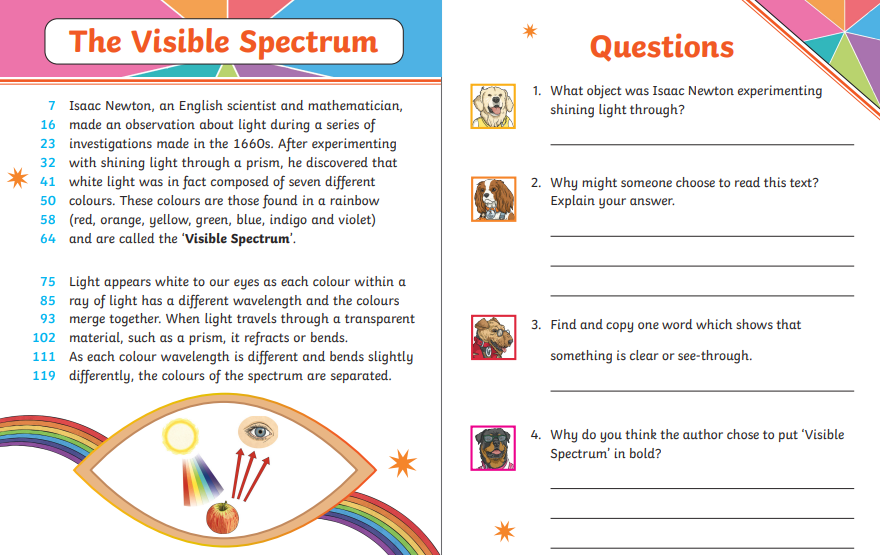 The Visible Spectrum
7 Isaac Newton, an English scientist and mathematician,
16 made an observation about light during a series of
23 investigations made in the 1660s. After experimenting
32 with shining light through a prism, he discovered that
41 white light was in fact composed of seven different
50 colours. These colours are those found in a rainbow
58 (red, orange, yellow, green, blue, indigo and violet)
64 and are called the ‘Visible Spectrum’.
75 Light appears white to our eyes as each colour within a
85 ray of light has a different wavelength and the colours
93 merge together. When light travels through a transparent
102 material, such as a prism, it refracts or bends.
111 As each colour wavelength is different and bends slightly
119 differently, the colours of the spectrum are separated.
Questions
1. What object was Isaac Newton experimenting
shining light through?
2. Why might someone choose to read this text?
Explain your answer.
3. Find and copy one word which shows that
something is clear or see-through.
4. Why do you think the author chose to put ‘Visible
Spectrum’ in bold?